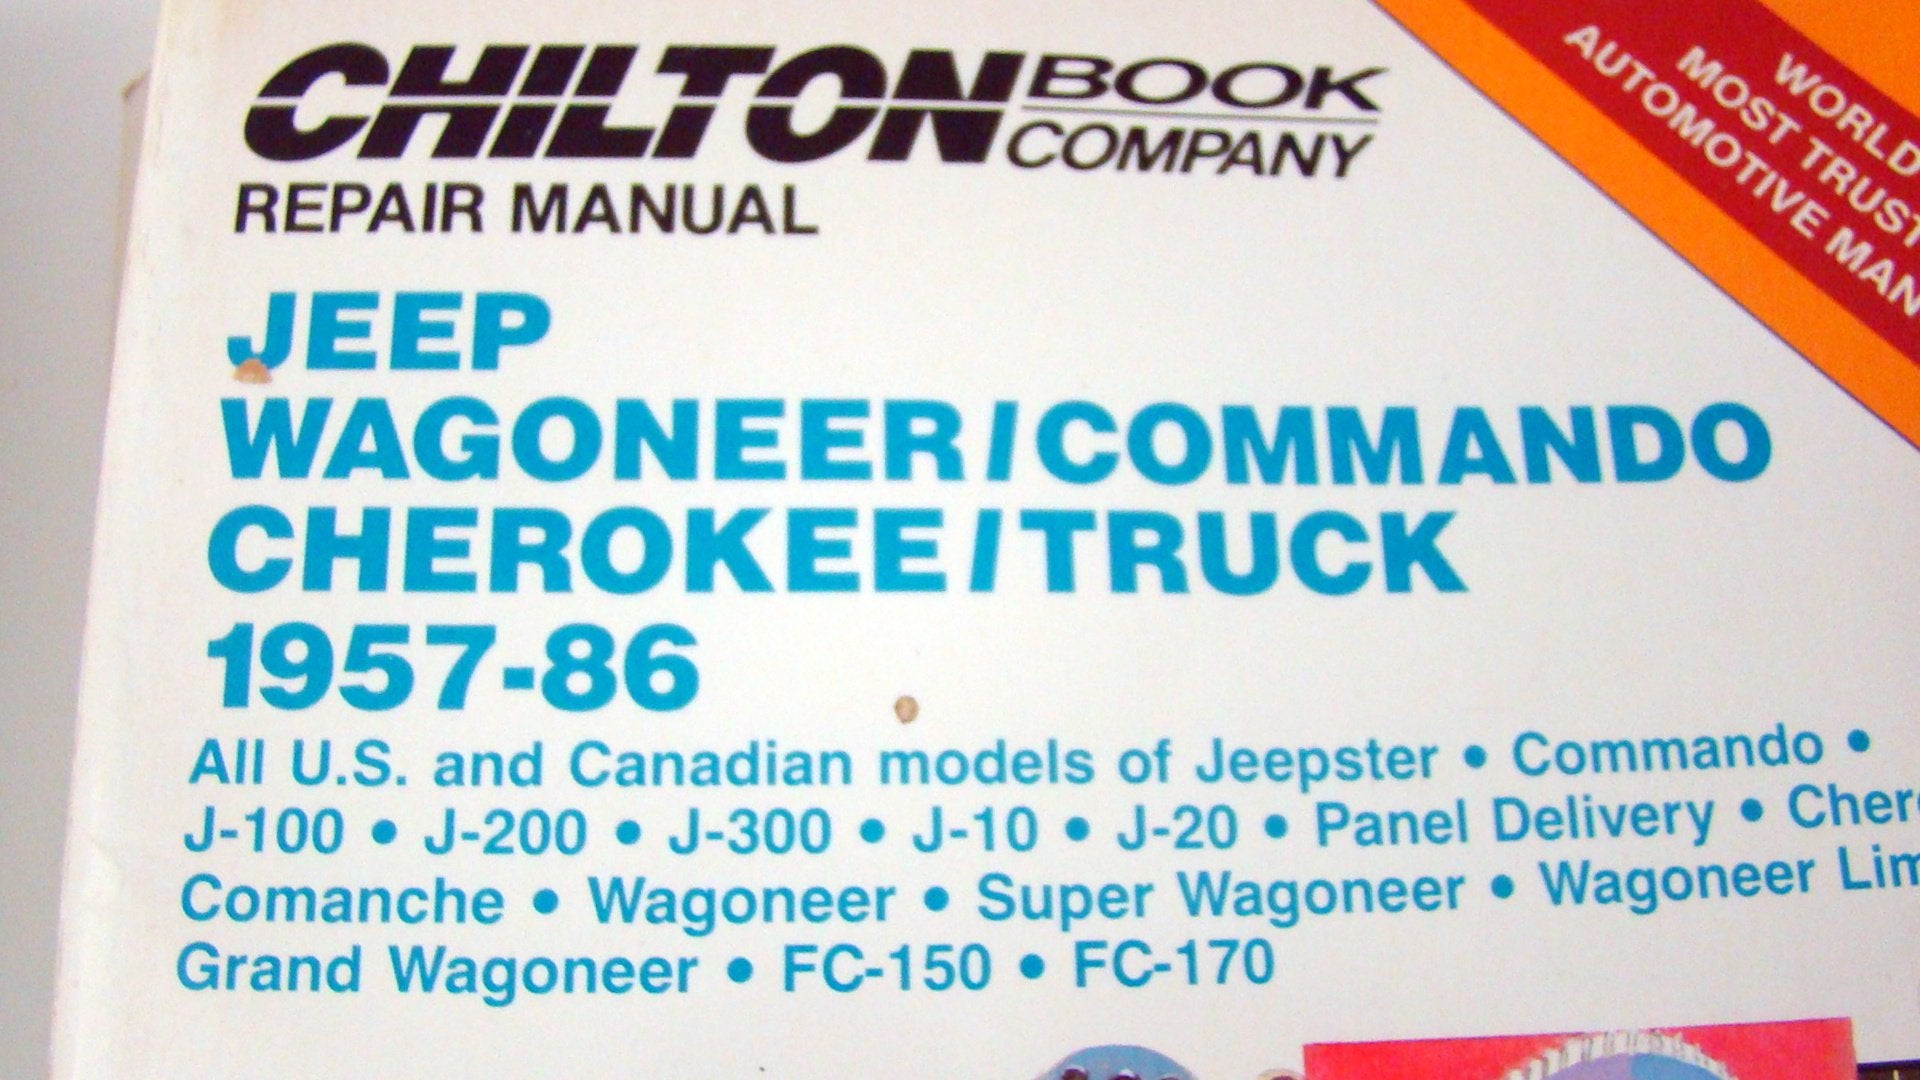 CHILTON BOOK COMPANY
REPAIR MANUAL
JEEP
WAGONEER/COMMANDO
CHEROKEE/TRUCK
1957-86
All U.S. and Canadian models of Jeepster • Commando •
J-100 • J-200 • J-300 • J-10 • J-20 • Panel Delivery •
Comanche • Wagoneer • Super Wagoneer • Wagoneer
Grand Wagoneer • FC-150 • FC-170
WORLD
MOST
AUTOMOTIVE